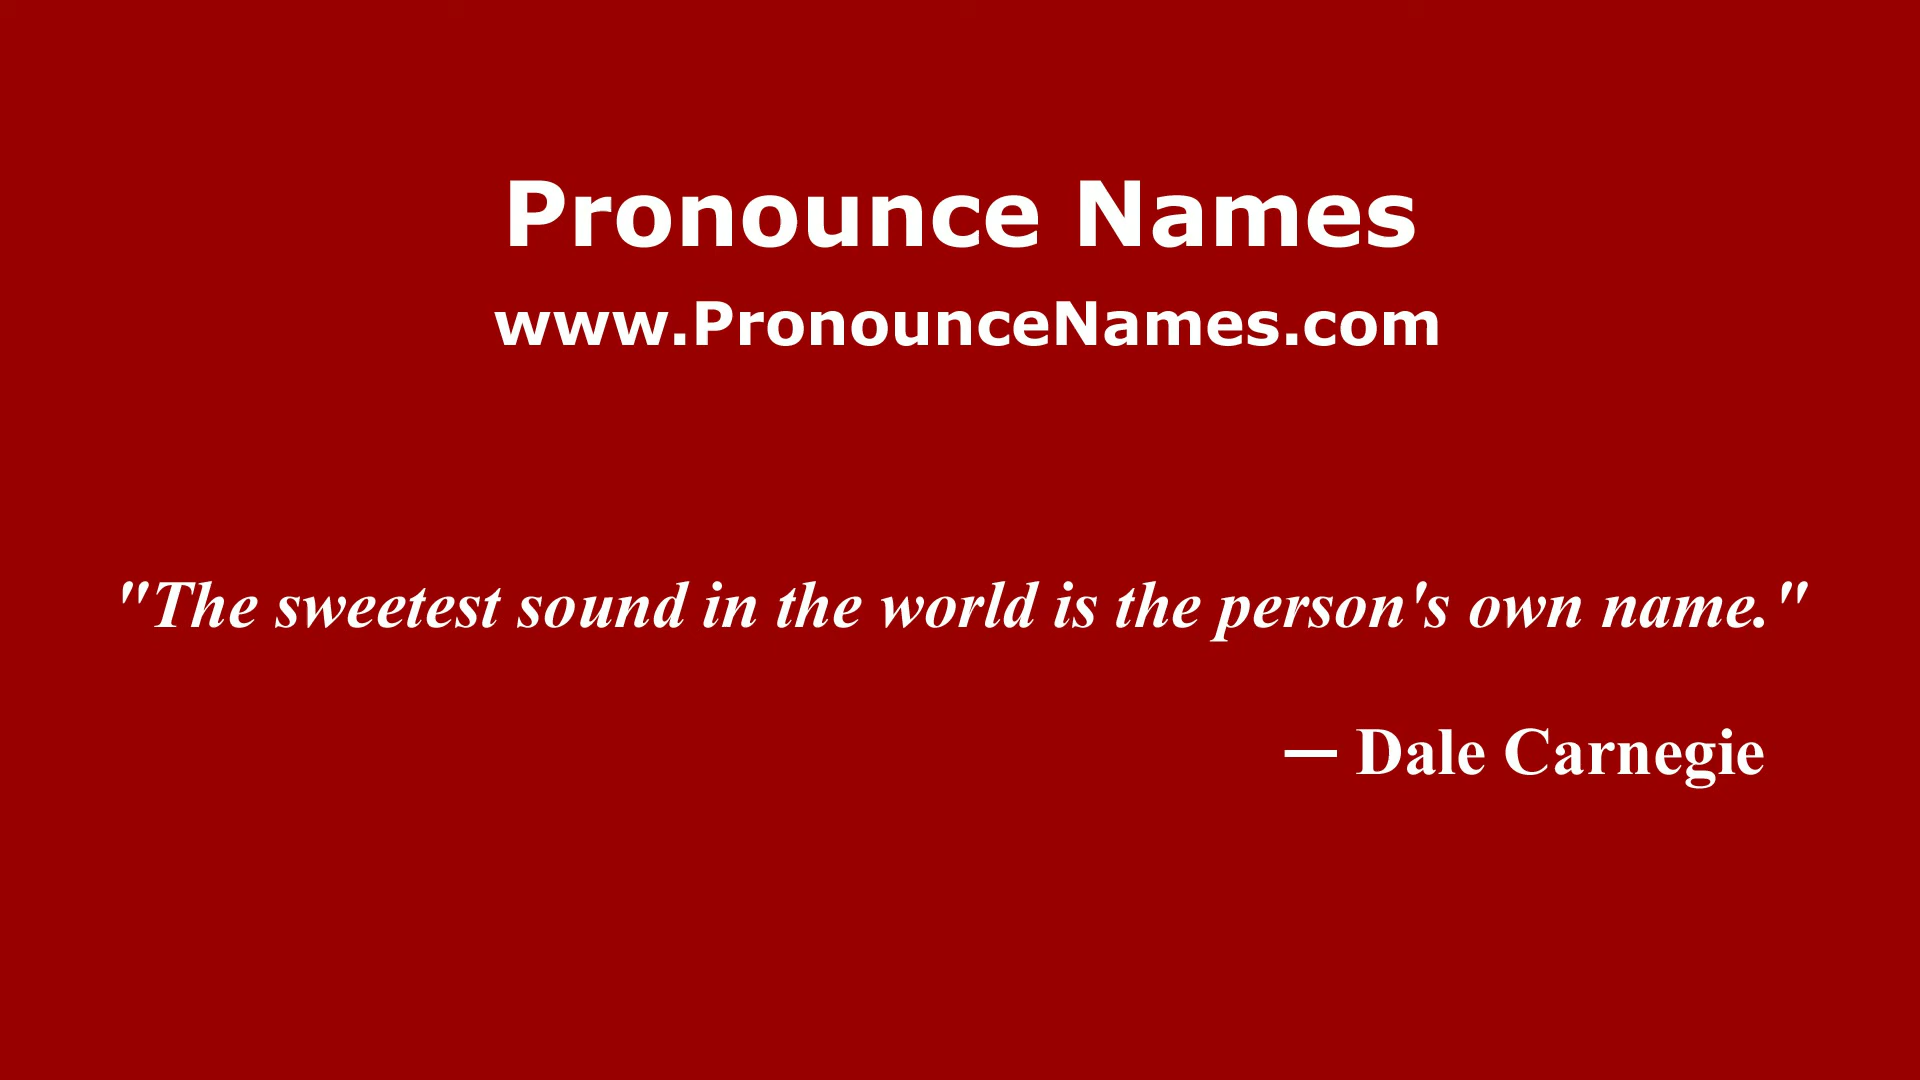 Pronounce Names
www.PronounceNames.com
"The sweetest sound in the world is the person's own name."
— Dale Carnegie